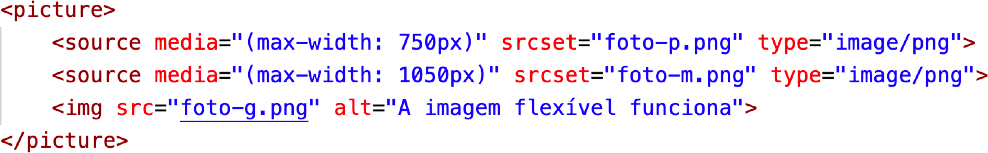 <picture>
<source media="(max-width: 750px)" srcset="foto-p.png" type="image/png">
<source media="(max-width: 1050px)" srcset="foto-m.png" type="image/png">
<img src="foto-g.png" alt="A imagem flexível funciona">
</picture>